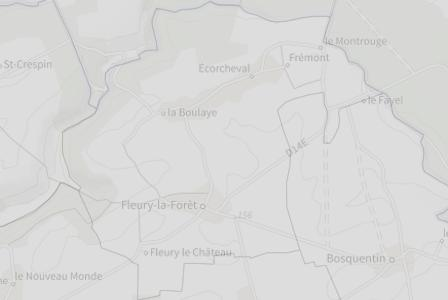 le Montrouge
St-Crespin
Frémont
Écorcheval
le Fayel
la Boulaye
D14E
Fleury-la-Forêt
156
Fleury le Château
Bosquentin
le Nouveau Monde